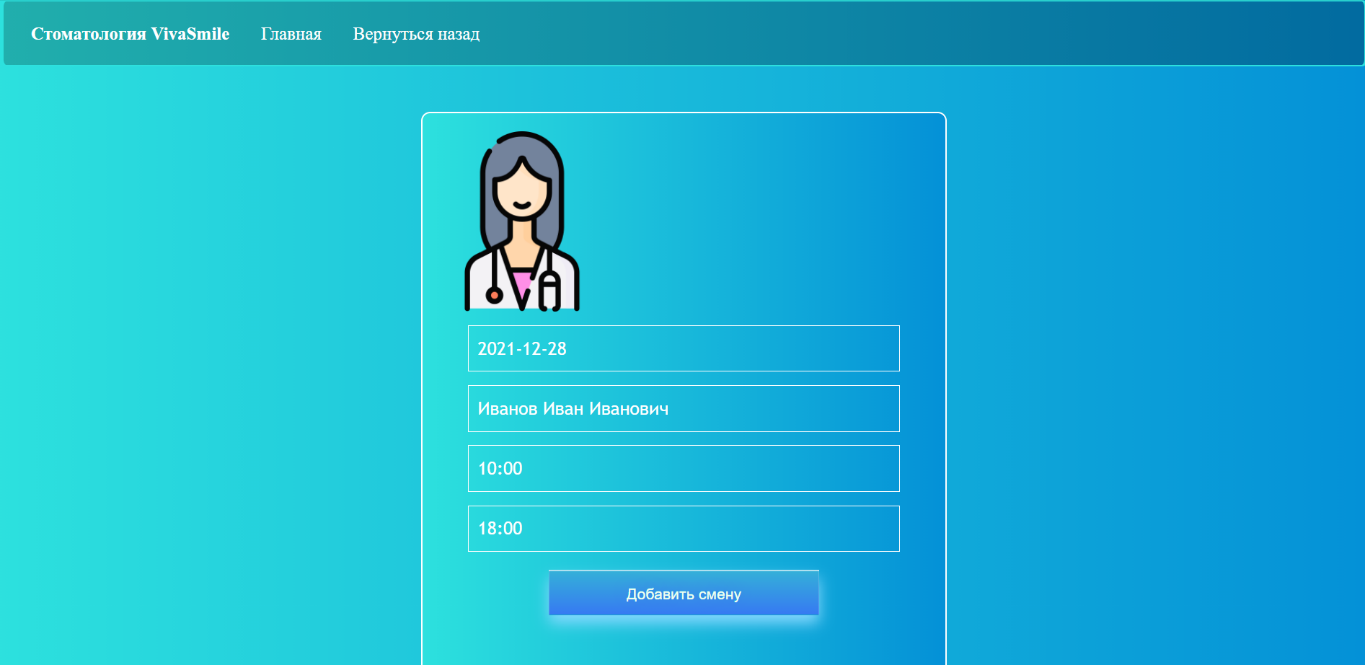 Стоматология VivaSmile Главная Вернуться назад
2021-12-28
Иванов Иван Иванович
10:00
18:00
Добавить смену